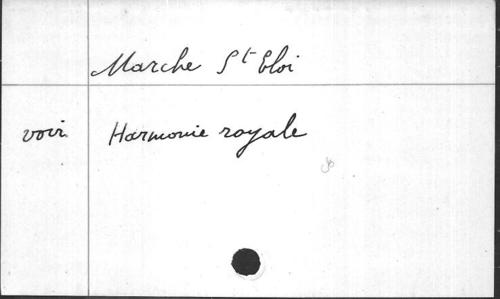 Marche St Eloi
voir Harmonie royale